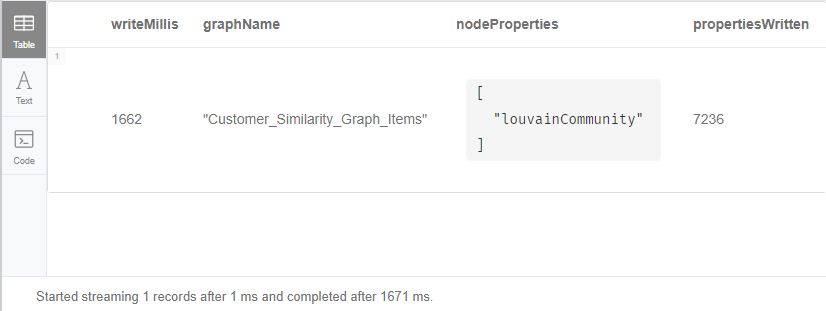 Table
Text
Code
writeMillis graphName nodeProperties propertiesWritten
1
1662 "Customer_Similarity_Graph_Items" [
"louvainCommunity"
] 7236
Started streaming 1 records after 1 ms and completed after 1671 ms.